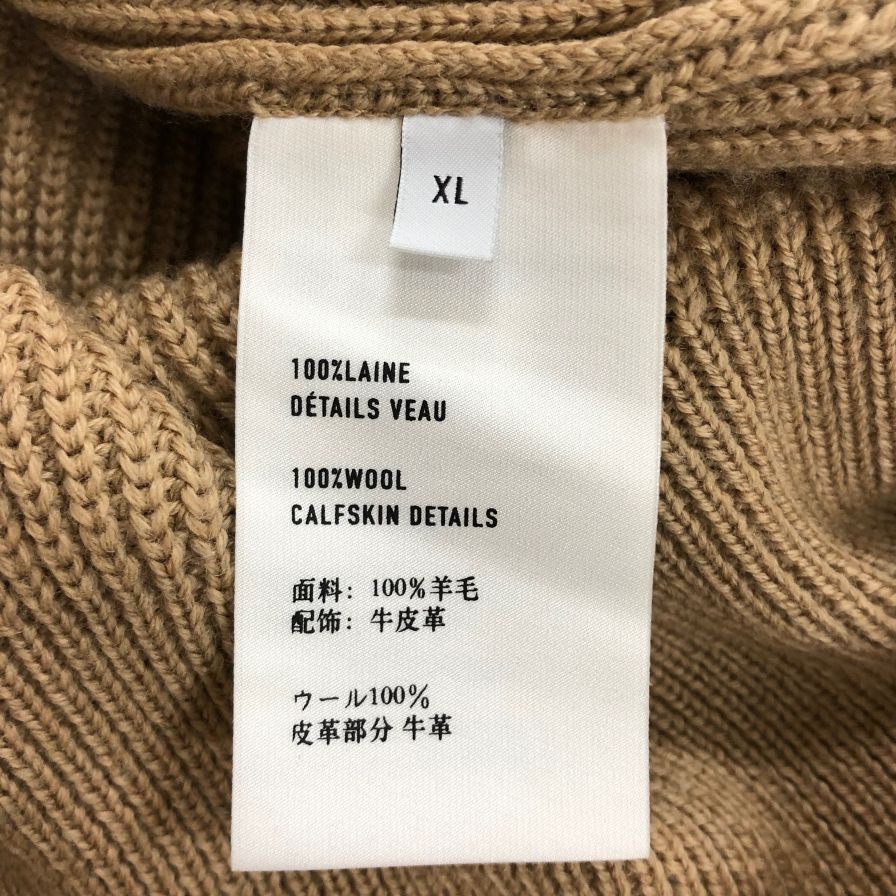 XL
100%LAINE
DÉTAILS VEAU
100%WOOL
CALFSKIN DETAILS
面料: 100%羊毛
配饰: 牛皮革
ウール100%
皮革部分 牛革